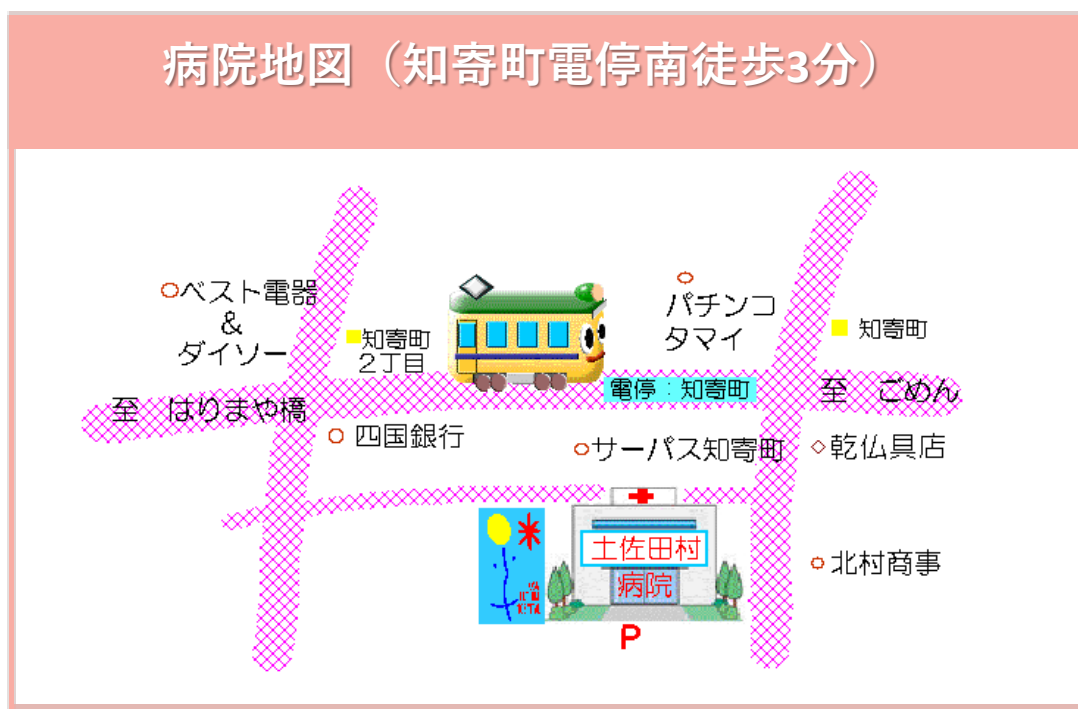 病院地図（知寄町電停南徒歩3分）
ベスト電器
&
ダイソー
知寄町
2丁目
パチンコ
タマイ
知寄町
至 はりまや橋
電停：知寄町
至 ごめん
四国銀行
サーパス知寄町
乾仏具店
土佐田村
病院
北村商事
P